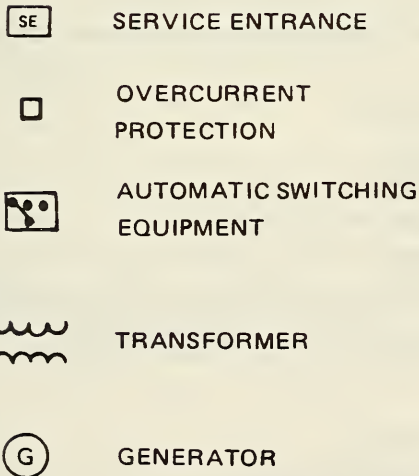 SE SERVICE ENTRANCE
OVERCURRENT
PROTECTION
AUTOMATIC SWITCHING
EQUIPMENT
TRANSFORMER
G GENERATOR